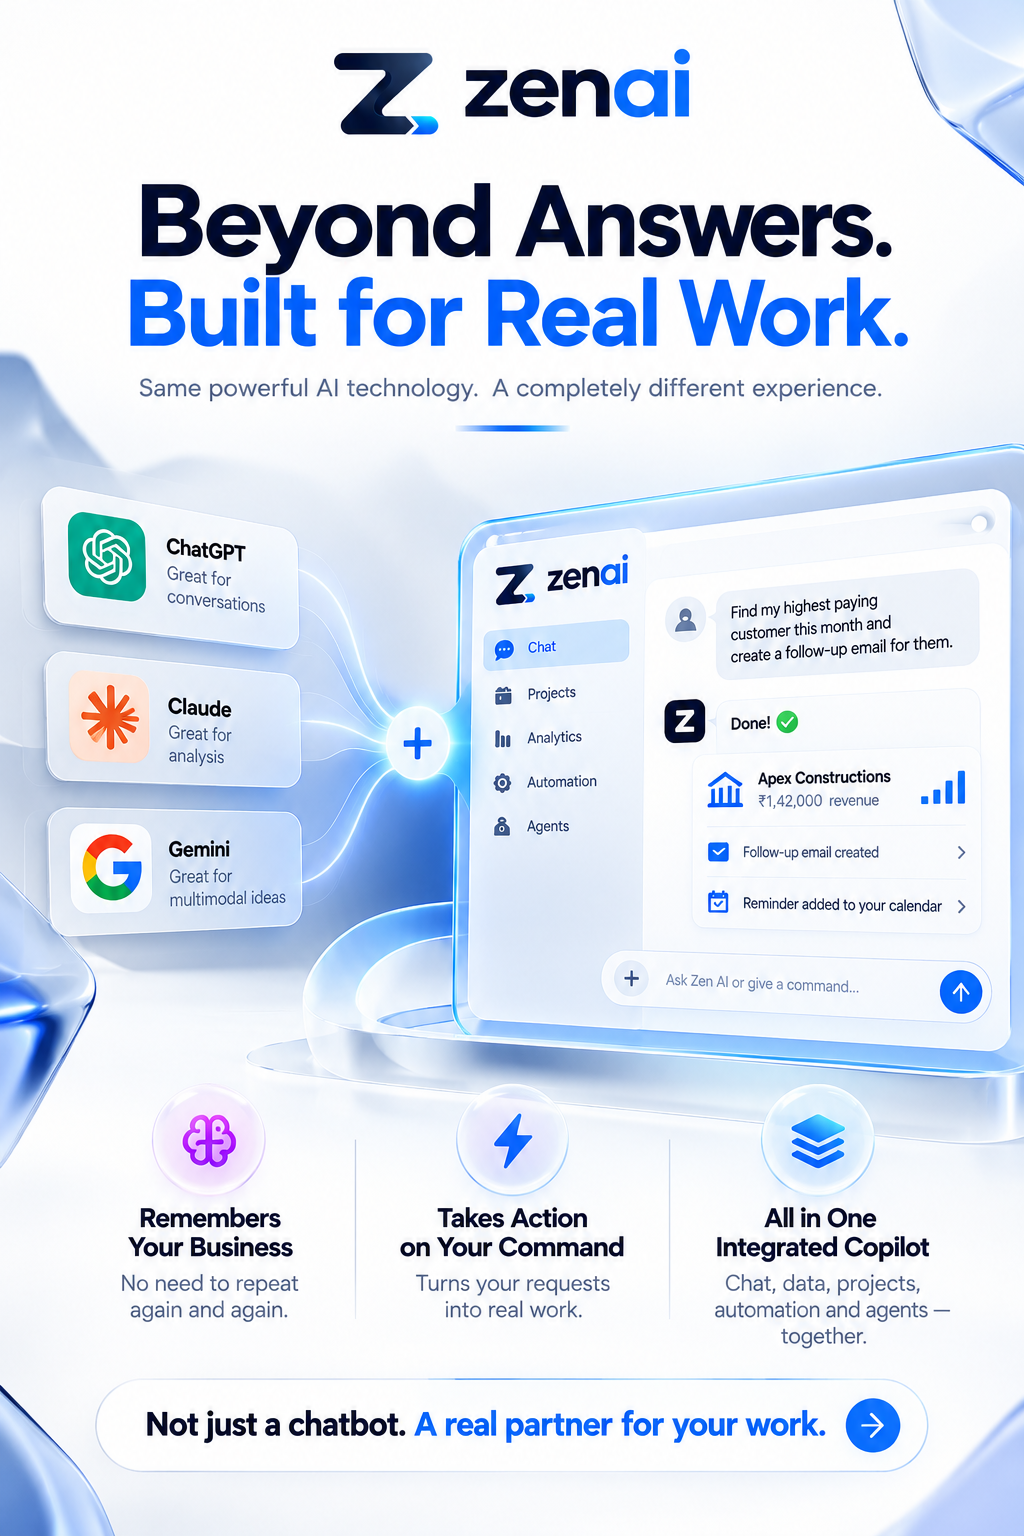 zenai
Beyond Answers.
Built for Real Work.
Same powerful AI technology. A completely different experience.
ChatGPT
Great for
conversations
Claude
Great for
analysis
Gemini
Great for
multimodal ideas
zenai
Chat
Projects
Analytics
Automation
Agents
Find my highest paying
customer this month and
create a follow-up email for them.
Done!
Apex Constructions
₹1,42,000 revenue
Follow-up email created
Reminder added to your calendar
Ask Zen AI or give a command...
Remembers
Your Business
No need to repeat
again and again.
Takes Action
on Your Command
Turns your requests
into real work.
All in One
Integrated Copilot
Chat, data, projects,
automation and agents —
together.
Not just a chatbot. A real partner for your work.